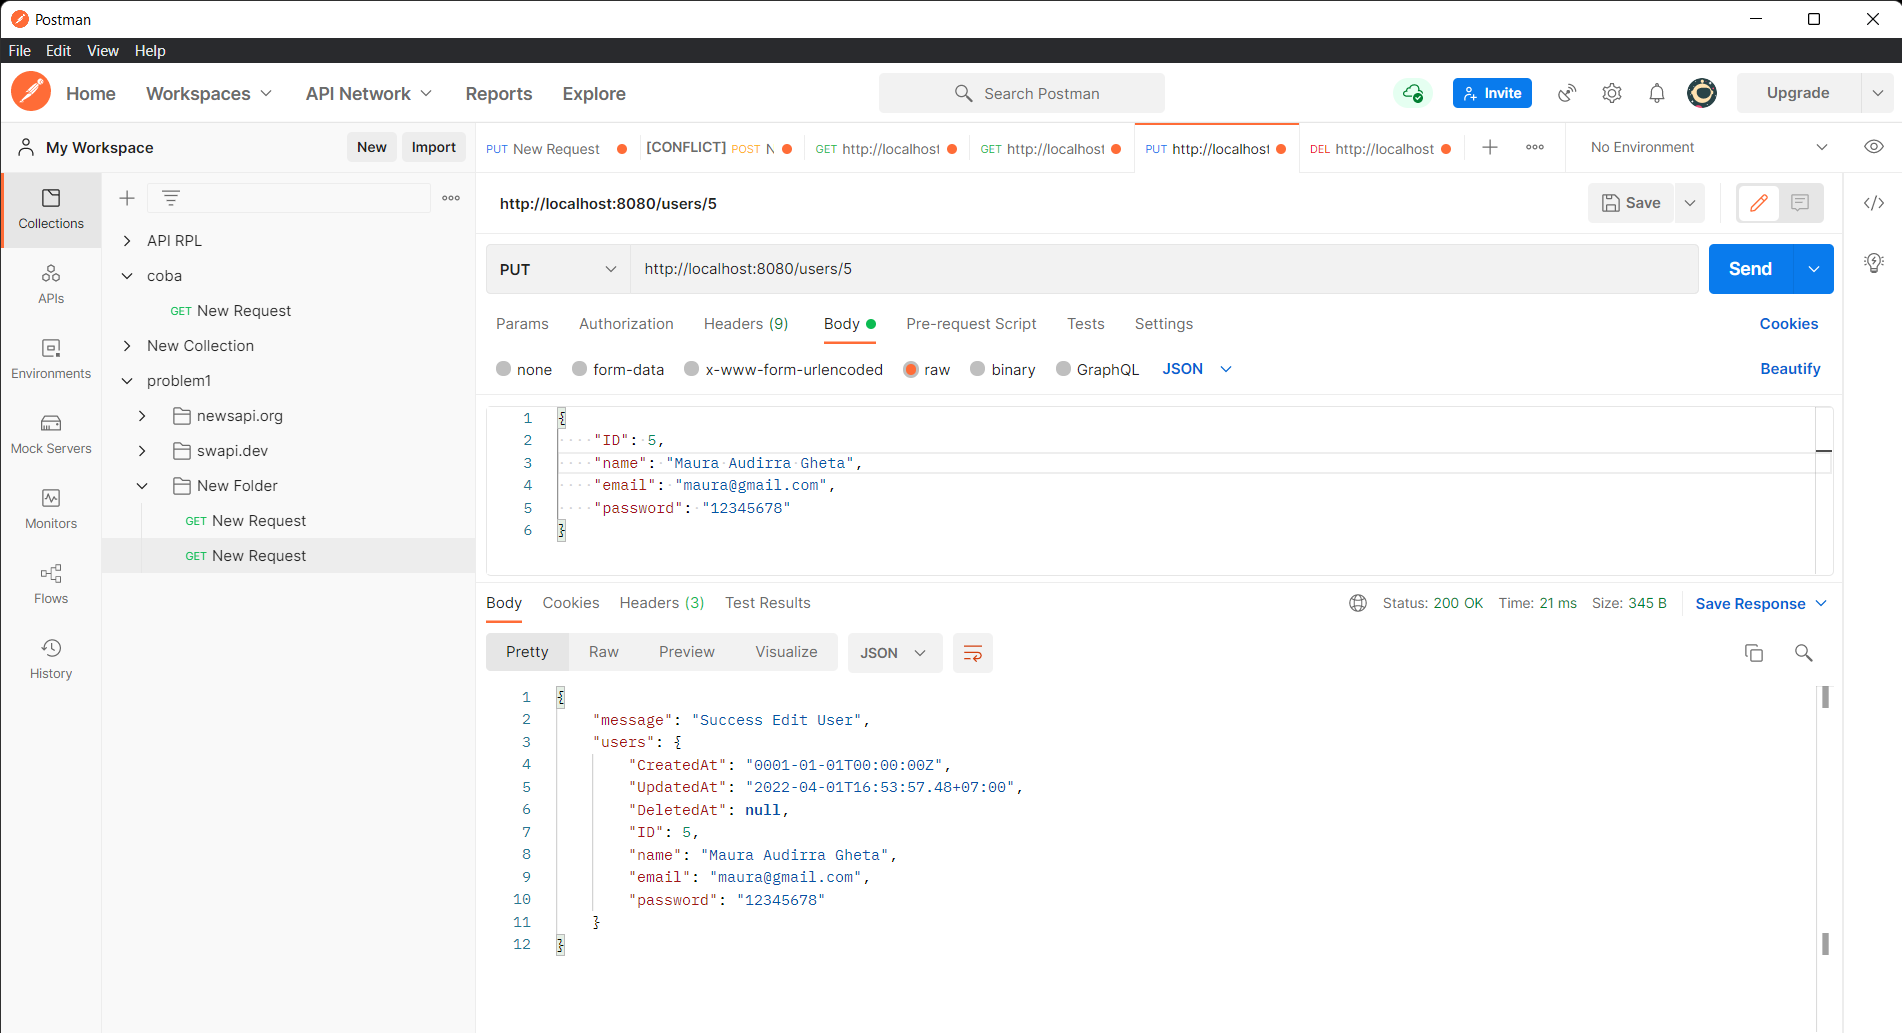 Postman
File Edit View Help
Home Workspaces API Network Reports Explore Search Postman Invite Upgrade
My Workspace New Import
PUT New Request [CONFLICT] POST N GET http://localhost GET http://localhost PUT http://localhost DEL http://localhost No Environment
Collections
APIs
Environments
Mock Servers
Monitors
Flows
History
API RPL
coba
GET New Request
New Collection
problem1
newsapi.org
swapi.dev
New Folder
GET New Request
GET New Request
http://localhost:8080/users/5 Save
PUT http://localhost:8080/users/5 Send
Params Authorization Headers (9) Body Pre-request Script Tests Settings Cookies
none form-data x-www-form-urlencoded raw binary GraphQL JSON Beautify
1 {
2 "ID": 5,
3 "name": "Maura Audirra Gheta",
4 "email": "maura@gmail.com",
5 "password": "12345678"
6 }
Body Cookies Headers (3) Test Results Status: 200 OK Time: 21 ms Size: 345 B Save Response
Pretty Raw Preview Visualize JSON
1 {
2 "message": "Success Edit User",
3 "users": {
4 "CreatedAt": "0001-01-01T00:00:00Z",
5 "UpdatedAt": "2022-04-01T16:53:57.48+07:00",
6 "DeletedAt": null,
7 "ID": 5,
8 "name": "Maura Audirra Gheta",
9 "email": "maura@gmail.com",
10 "password": "12345678"
11 }
12 }